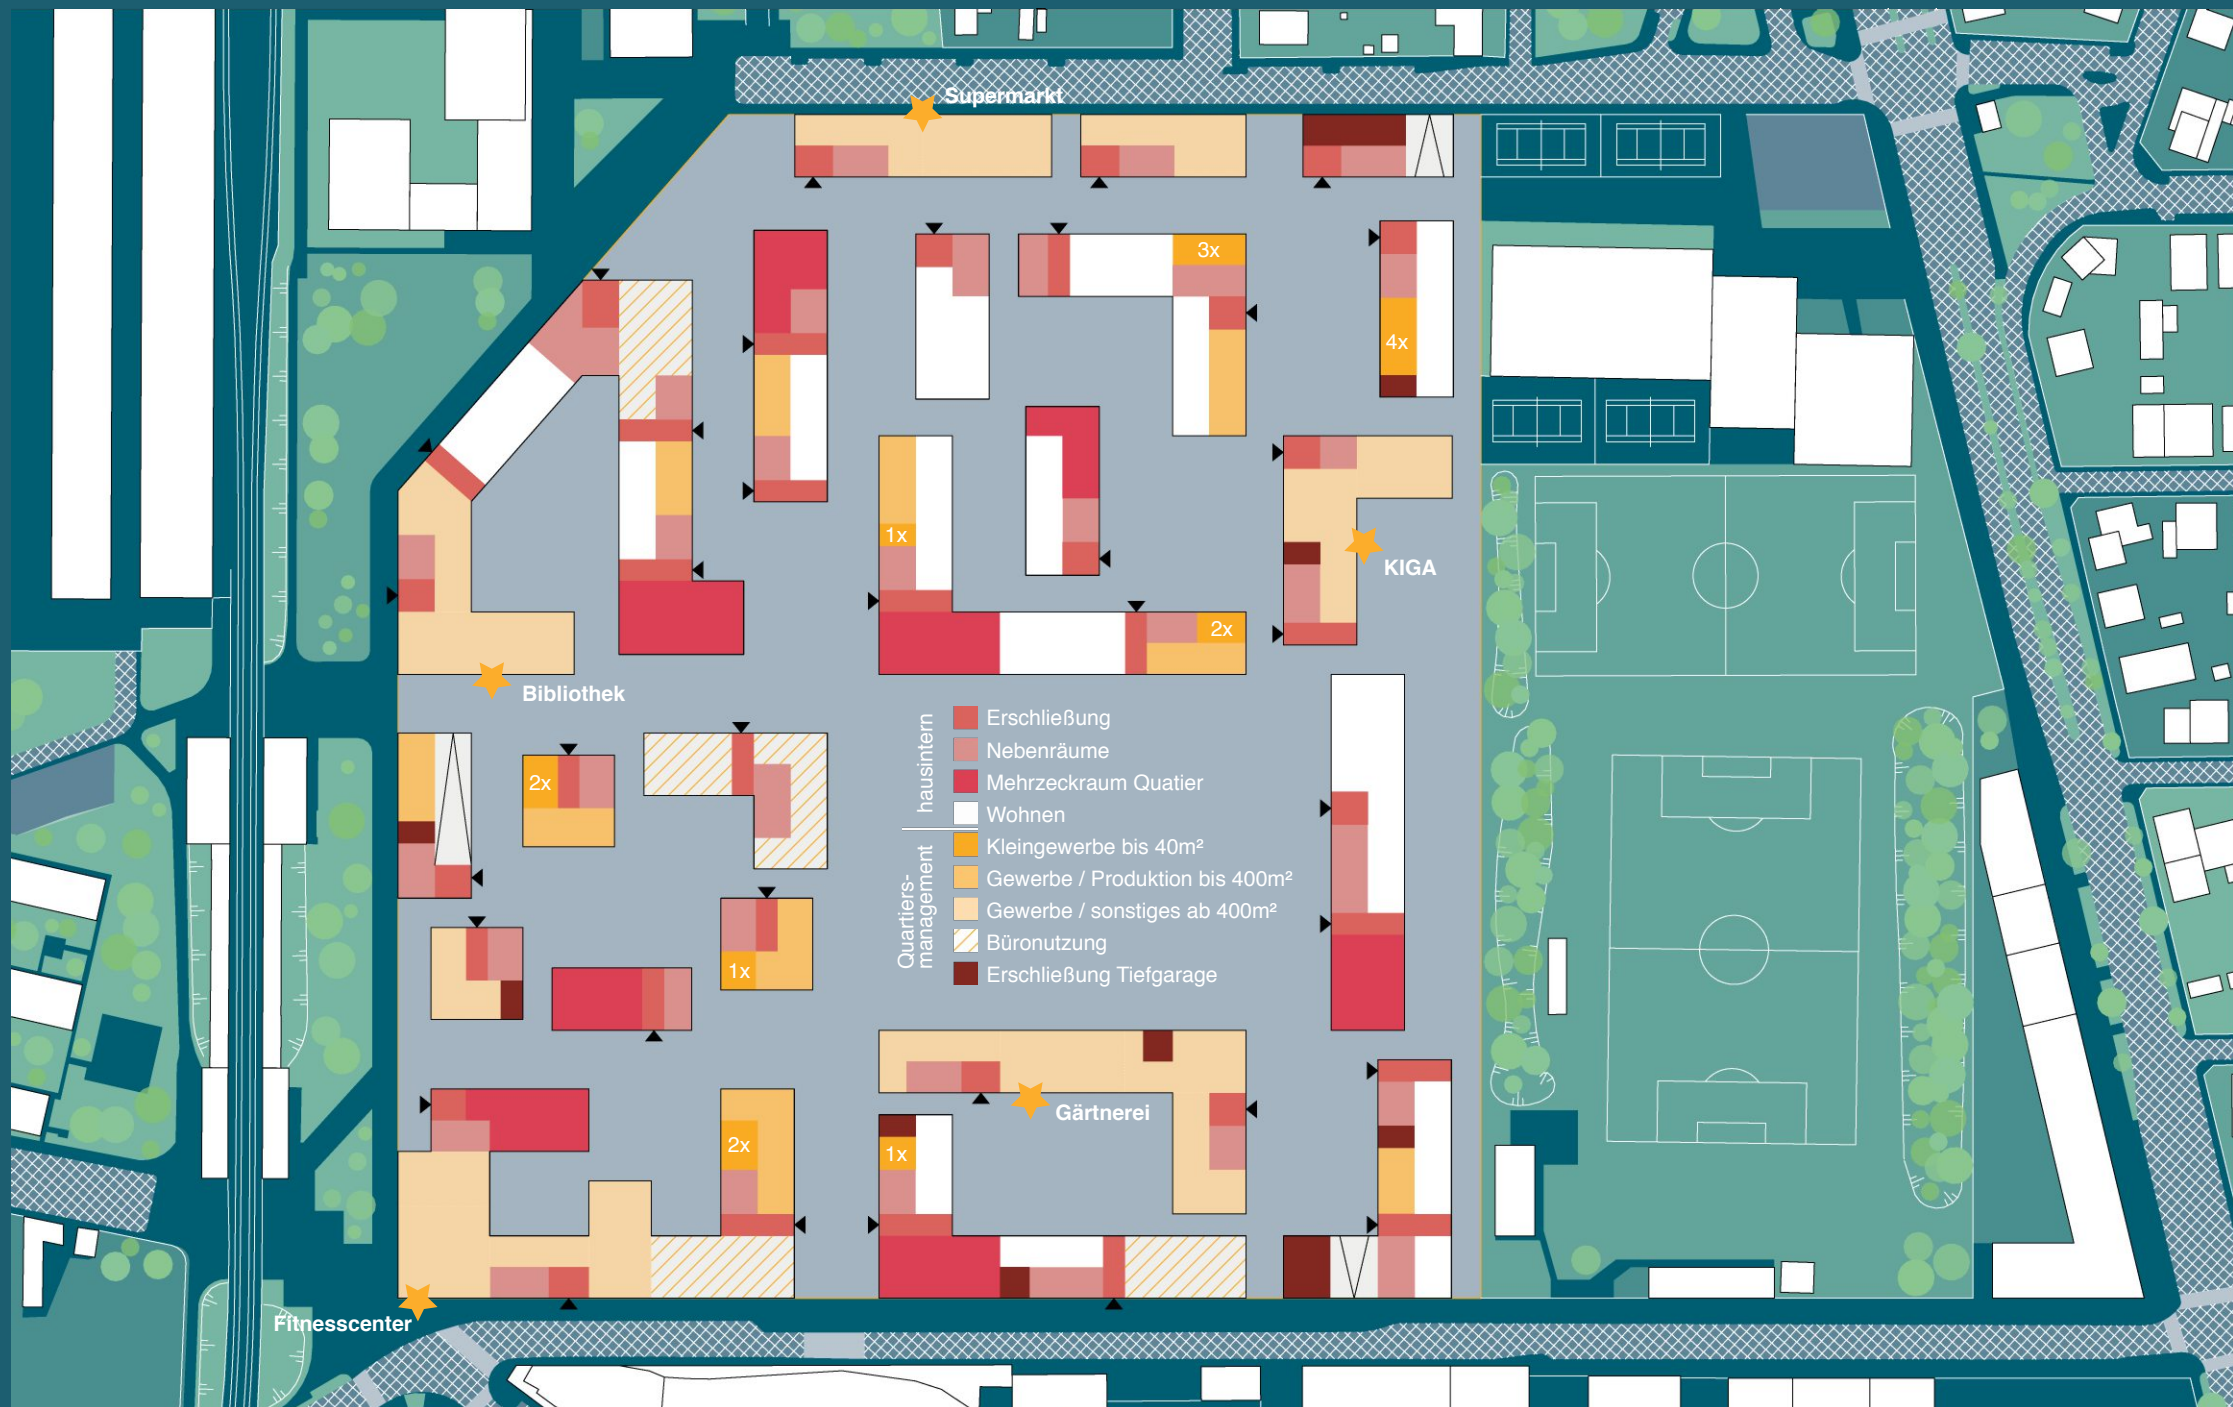 Supermarkt
3x
4x
1x
KIGA
2x
Bibliothek
hausintern
Erschließung
Nebenräume
Mehrzeckraum Quatier
Wohnen
Quartiers-
management
Kleingewerbe bis 40m²
Gewerbe / Produktion bis 400m²
Gewerbe / sonstiges ab 400m²
Büronutzung
Erschließung Tiefgarage
2x
1x
Gärtnerei
2x
1x
Fitnesscenter